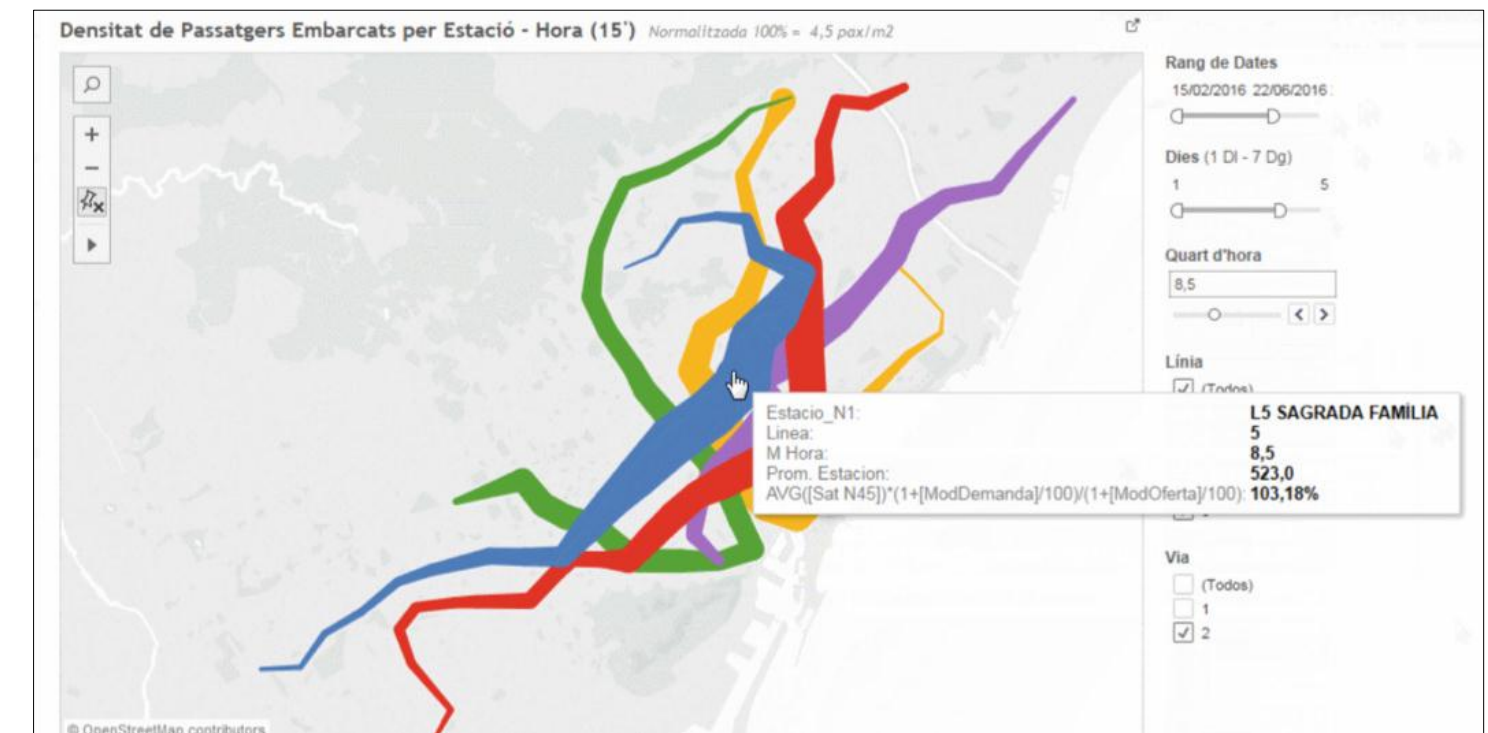 Densitat de Passatgers Embarcats per Estació - Hora (15') Normalitzada 100% = 4,5 pax/m2
Rang de Dates
15/02/2016 22/06/2016
Dies (1 Dl - 7 Dg)
1 5
Quart d'hora
8,5
Línia
(Todos)
Estacio_N1: L5 SAGRADA FAMÍLIA
Linea: 5
M Hora: 8,5
Prom. Estacion: 523,0
AVG([Sat N45])*(1+[ModDemanda]/100)/(1+[ModOferta]/100): 103,18%
Via
(Todos)
1
2
© OpenStreetMap contributors